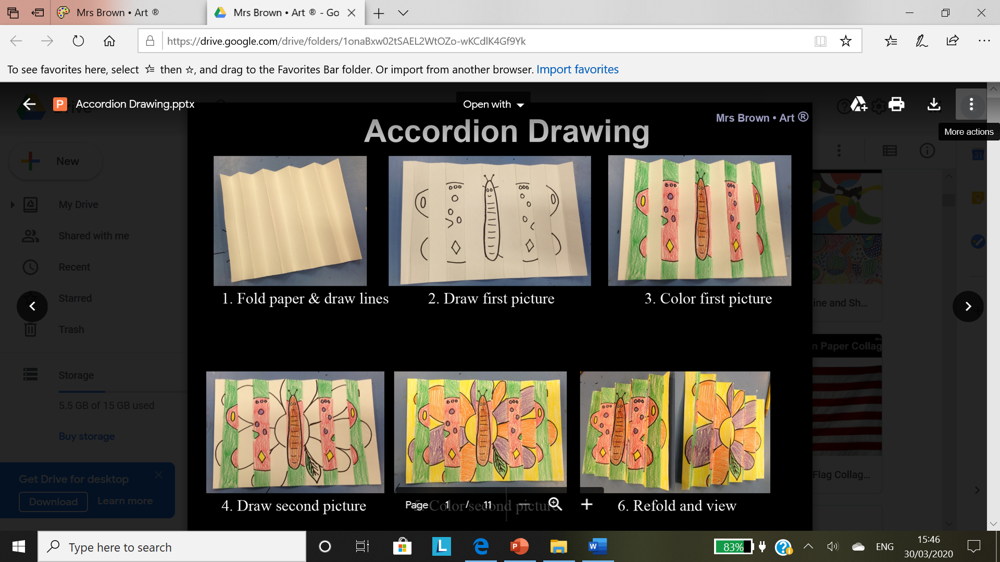 Mrs Brown • Art ®
Mrs Brown • Art ® - Go
https://drive.google.com/drive/folders/1onaBxw02tSAEL2WtOZo-wKCdlK4Gf9Yk
To see favorites here, select then ☆, and drag to the Favorites Bar folder. Or import from another browser. Import favorites
P Accordion Drawing.pptx
Open with
More actions
Mrs Brown • Art ®
Accordion Drawing
New
My Drive
Shared with me
Recent
Starred
Trash
Storage
5.5 GB of 15 GB used
Buy storage
Get Drive for desktop
Download Learn more
31
1. Fold paper & draw lines
2. Draw first picture
3. Color first picture
4. Draw second picture
5. Color second picture
6. Refold and view
Page 1 / 11
ine and Sh...
n Paper Collag
Flag Collag...
Type here to search
L
P
W
83%
ENG
15:46
30/03/2020